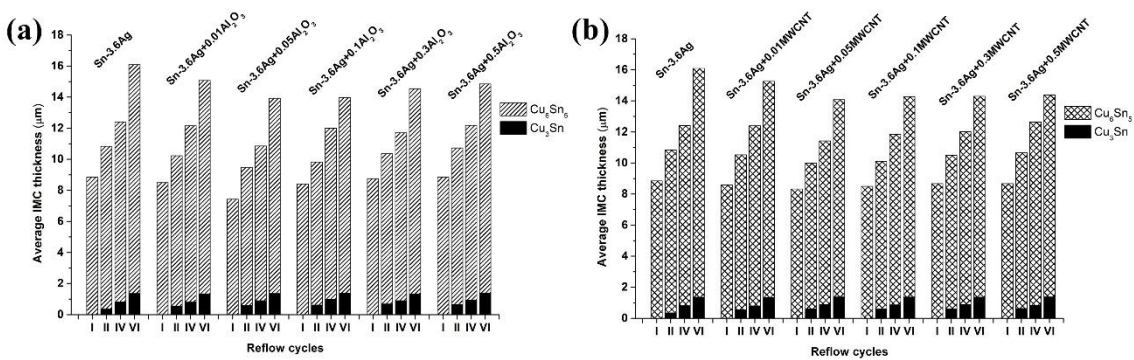 (a)
Sn-3.6Ag
Sn-3.6Ag+0.01Al₂O₃
Sn-3.6Ag+0.05Al₂O₃
Sn-3.6Ag+0.1Al₂O₃
Sn-3.6Ag+0.3Al₂O₃
Sn-3.6Ag+0.5Al₂O₃
Cu₆Sn₅
Cu₃Sn
Average IMC thickness (μm)
18
16
14
12
10
8
6
4
2
0
I II IV VI I II IV VI I II IV VI I II IV VI I II IV VI I II IV VI
Reflow cycles
(b)
Sn-3.6Ag
Sn-3.6Ag+0.01MWCNT
Sn-3.6Ag+0.05MWCNT
Sn-3.6Ag+0.1MWCNT
Sn-3.6Ag+0.3MWCNT
Sn-3.6Ag+0.5MWCNT
Cu₆Sn₅
Cu₃Sn
Average IMC thickness (μm)
18
16
14
12
10
8
6
4
2
0
I II IV VI I II IV VI I II IV VI I II IV VI I II IV VI I II IV VI
Reflow cycles